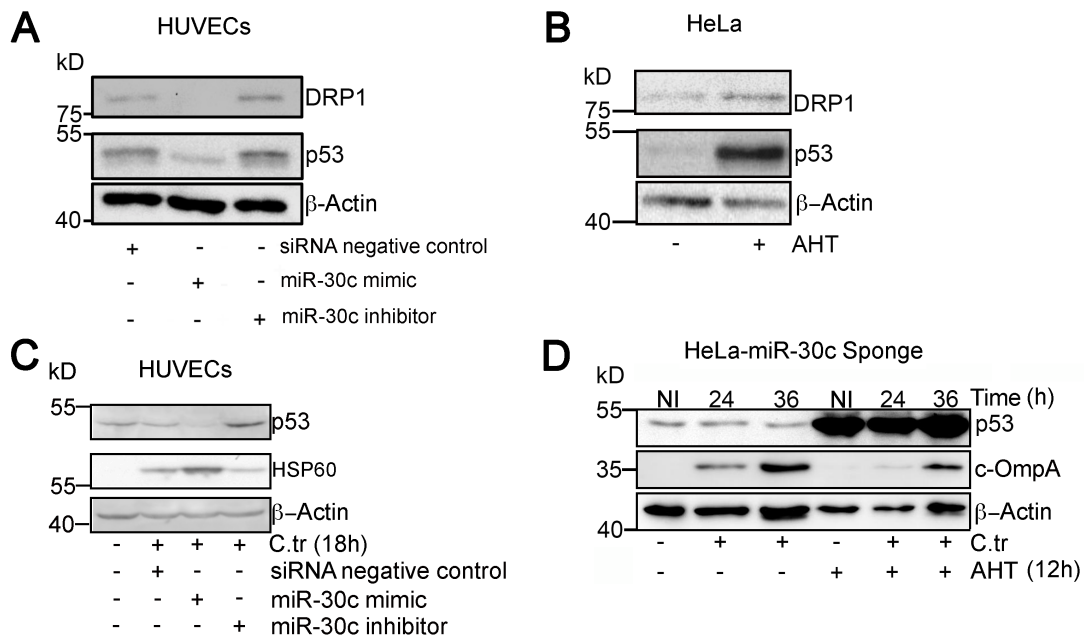 A
HUVECs
kD
DRP1
75
55
p53
β-Actin
40
+ - - siRNA negative control
- + - miR-30c mimic
- - + miR-30c inhibitor
B
HeLa
kD
DRP1
75
55
p53
β-Actin
40
- + AHT
C
HUVECs
kD
55
p53
HSP60
55
β-Actin
40
- + + + C.tr (18h)
- + - - siRNA negative control
- - + - miR-30c mimic
- - - + miR-30c inhibitor
D
HeLa-miR-30c Sponge
kD
NI 24 36 NI 24 36 Time (h)
55
p53
35
c-OmpA
β-Actin
40
- + + - + + C.tr
- - - + + + AHT (12h)